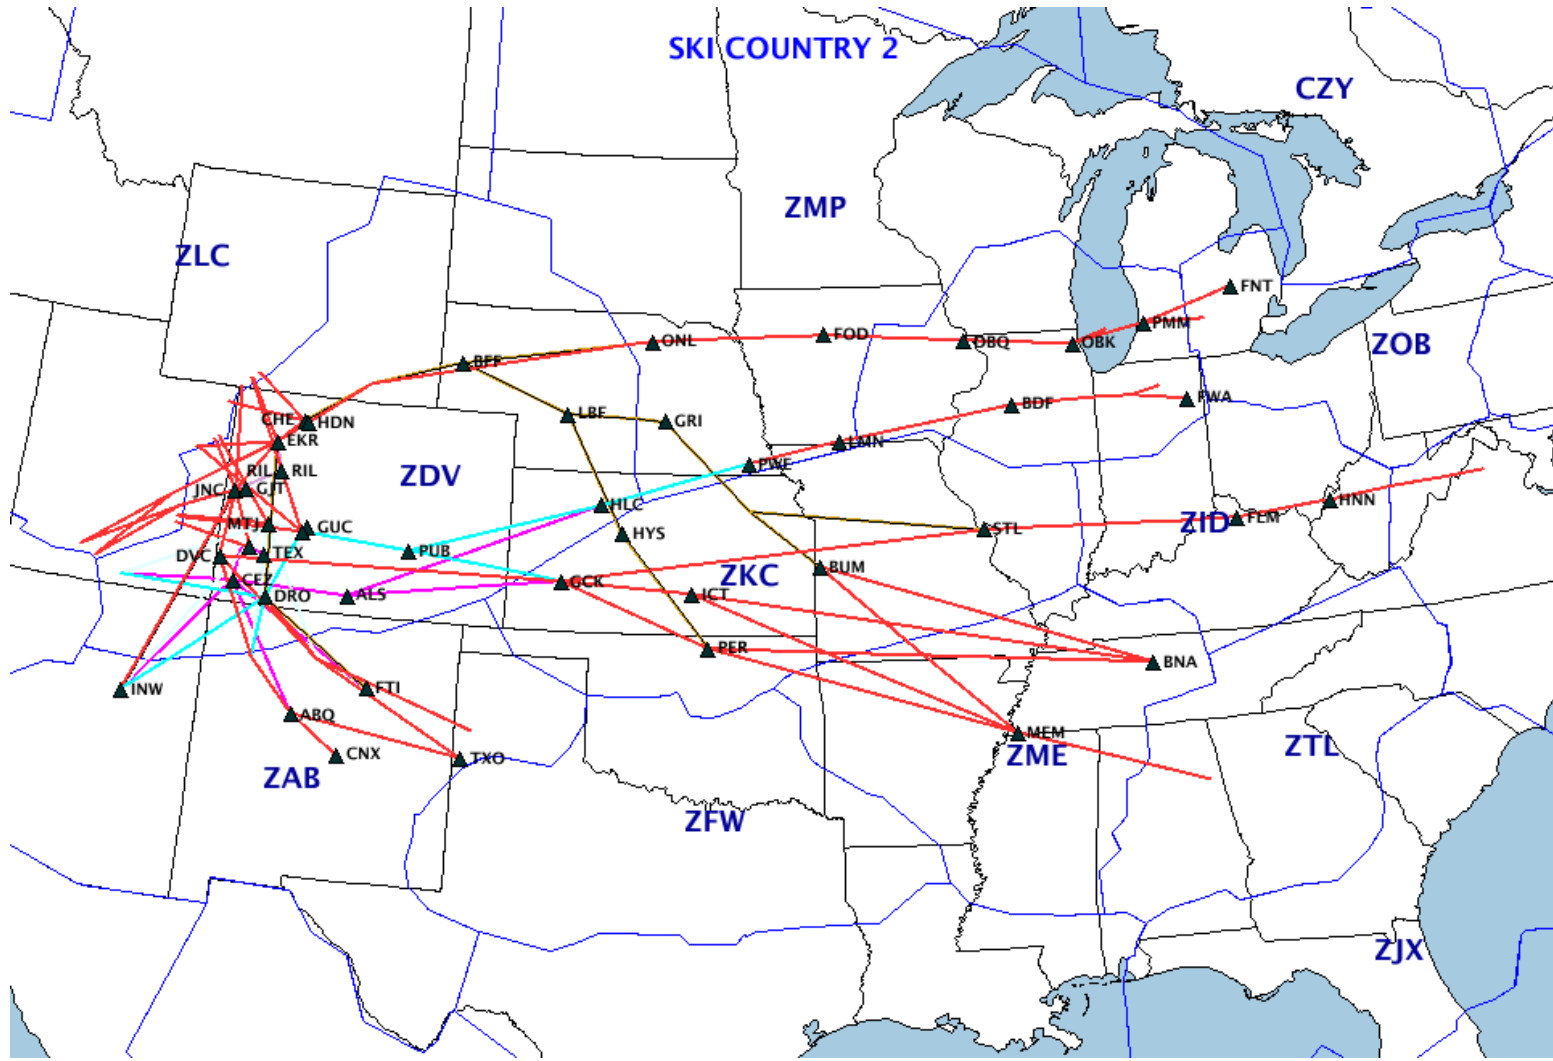 SKI COUNTRY 2
CZY
ZMP
ZLC
FNT
PMM
ONL
FOD
DBQ
OBK
ZOB
BFF
BDF
FWA
LBF
GRI
CHE
HDN
EKR
LMN
RIL
RIL
ZDV
PWE
JNC
GJT
HLC
HNN
MTJ
GUC
HYS
STL
ZID
FLM
DVC
TEX
PUB
CEZ
GCK
ZKC
BUM
DRO
ALS
ICT
PER
BNA
INW
FTI
ABQ
MEM
CNX
TXO
ZAB
ZME
ZTL
ZFW
ZJX